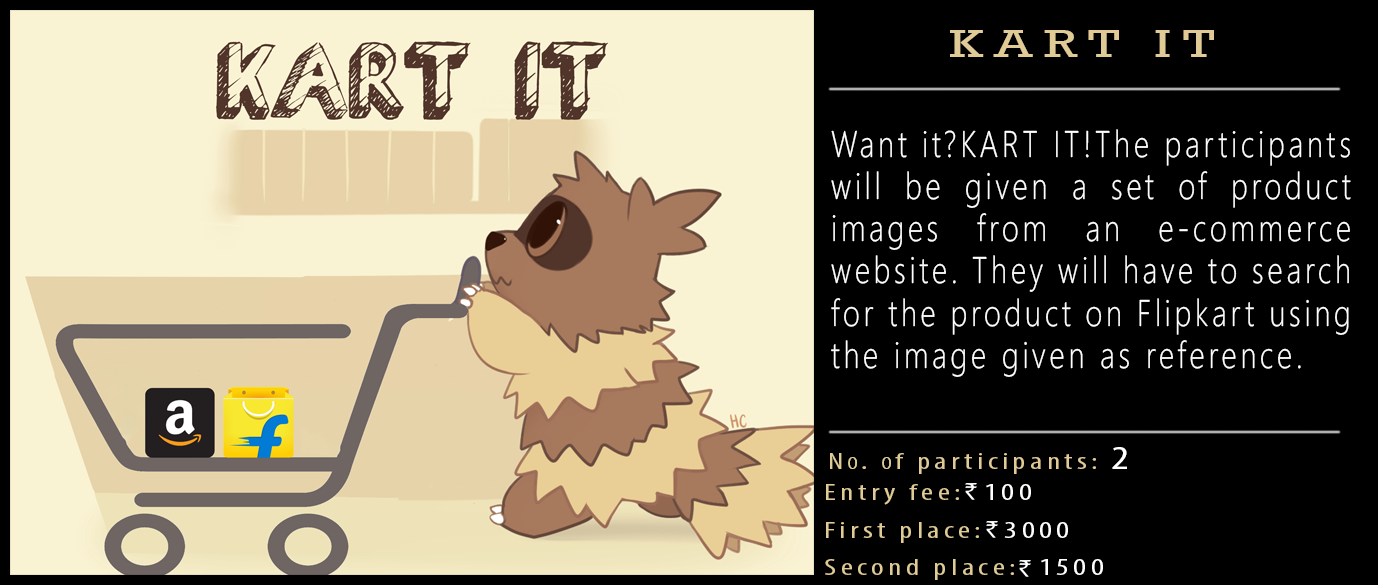 KART IT
a
f
HC
KART IT
Want it?KART IT!The participants
will be given a set of product
images from an e-commerce
website. They will have to search
for the product on Flipkart using
the image given as reference.
No. of participants: 2
Entry fee:₹100
First place:₹3000
Second place:₹1500